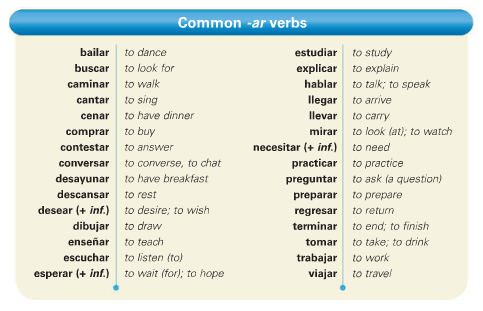 Common -ar verbs
bailar to dance
buscar to look for
caminar to walk
cantar to sing
cenar to have dinner
comprar to buy
contestar to answer
conversar to converse, to chat
desayunar to have breakfast
descansar to rest
desear (+ inf.) to desire; to wish
dibujar to draw
enseñar to teach
escuchar to listen (to)
esperar (+ inf.) to wait (for); to hope
estudiar to study
explicar to explain
hablar to talk; to speak
llegar to arrive
llevar to carry
mirar to look (at); to watch
necesitar (+ inf.) to need
practicar to practice
preguntar to ask (a question)
preparar to prepare
regresar to return
terminar to end; to finish
tomar to take; to drink
trabajar to work
viajar to travel